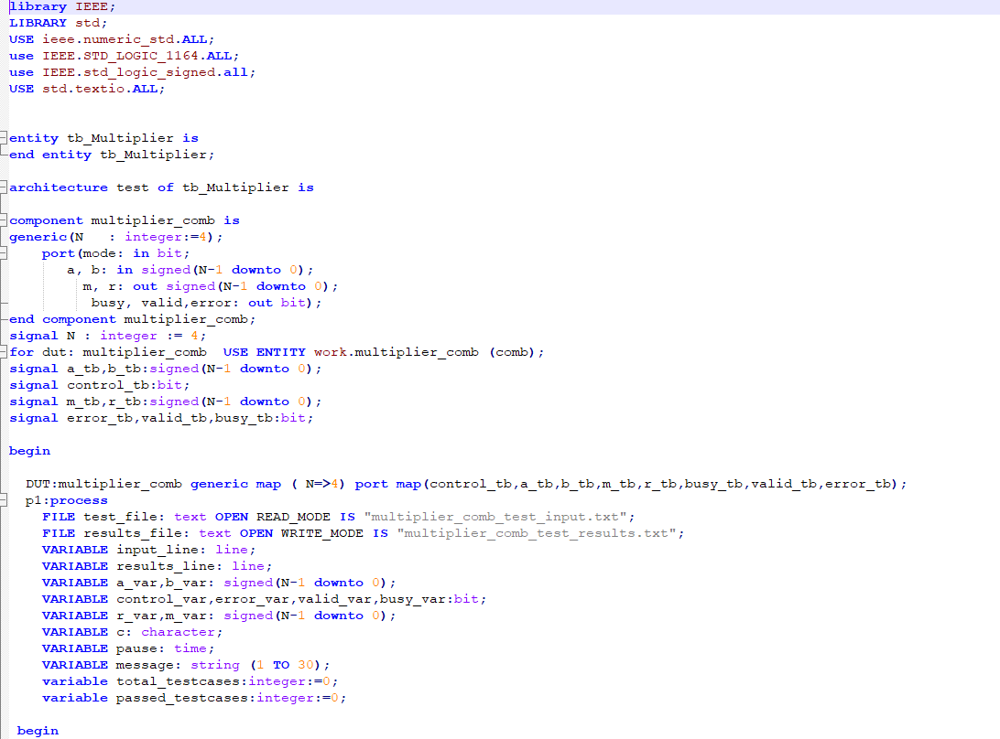 library IEEE;
LIBRARY std;
USE ieee.numeric_std.ALL;
use IEEE.STD_LOGIC_1164.ALL;
use IEEE.std_logic_signed.all;
USE std.textio.ALL;
entity tb_Multiplier is
end entity tb_Multiplier;
architecture test of tb_Multiplier is
component multiplier_comb is
generic(N   : integer:=4);
    port(mode: in bit;
       a, b: in signed(N-1 downto 0);
         m, r: out signed(N-1 downto 0);
          busy, valid,error: out bit);
end component multiplier_comb;
signal N : integer := 4;
for dut: multiplier_comb  USE ENTITY work.multiplier_comb (comb);
signal a_tb,b_tb:signed(N-1 downto 0);
signal control_tb:bit;
signal m_tb,r_tb:signed(N-1 downto 0);
signal error_tb,valid_tb,busy_tb:bit;
begin
  DUT:multiplier_comb generic map ( N=>4) port map(control_tb,a_tb,b_tb,m_tb,r_tb,busy_tb,valid_tb,error_tb);
  p1:process
    FILE test_file: text OPEN READ_MODE IS "multiplier_comb_test_input.txt";
    FILE results_file: text OPEN WRITE_MODE IS "multiplier_comb_test_results.txt";
    VARIABLE input_line: line;
    VARIABLE results_line: line;
    VARIABLE a_var,b_var: signed(N-1 downto 0);
    VARIABLE control_var,error_var,valid_var,busy_var:bit;
    VARIABLE r_var,m_var: signed(N-1 downto 0);
    VARIABLE c: character;
    VARIABLE pause: time;
    VARIABLE message: string (1 TO 30);
    variable total_testcases:integer:=0;
    variable passed_testcases:integer:=0;
 begin